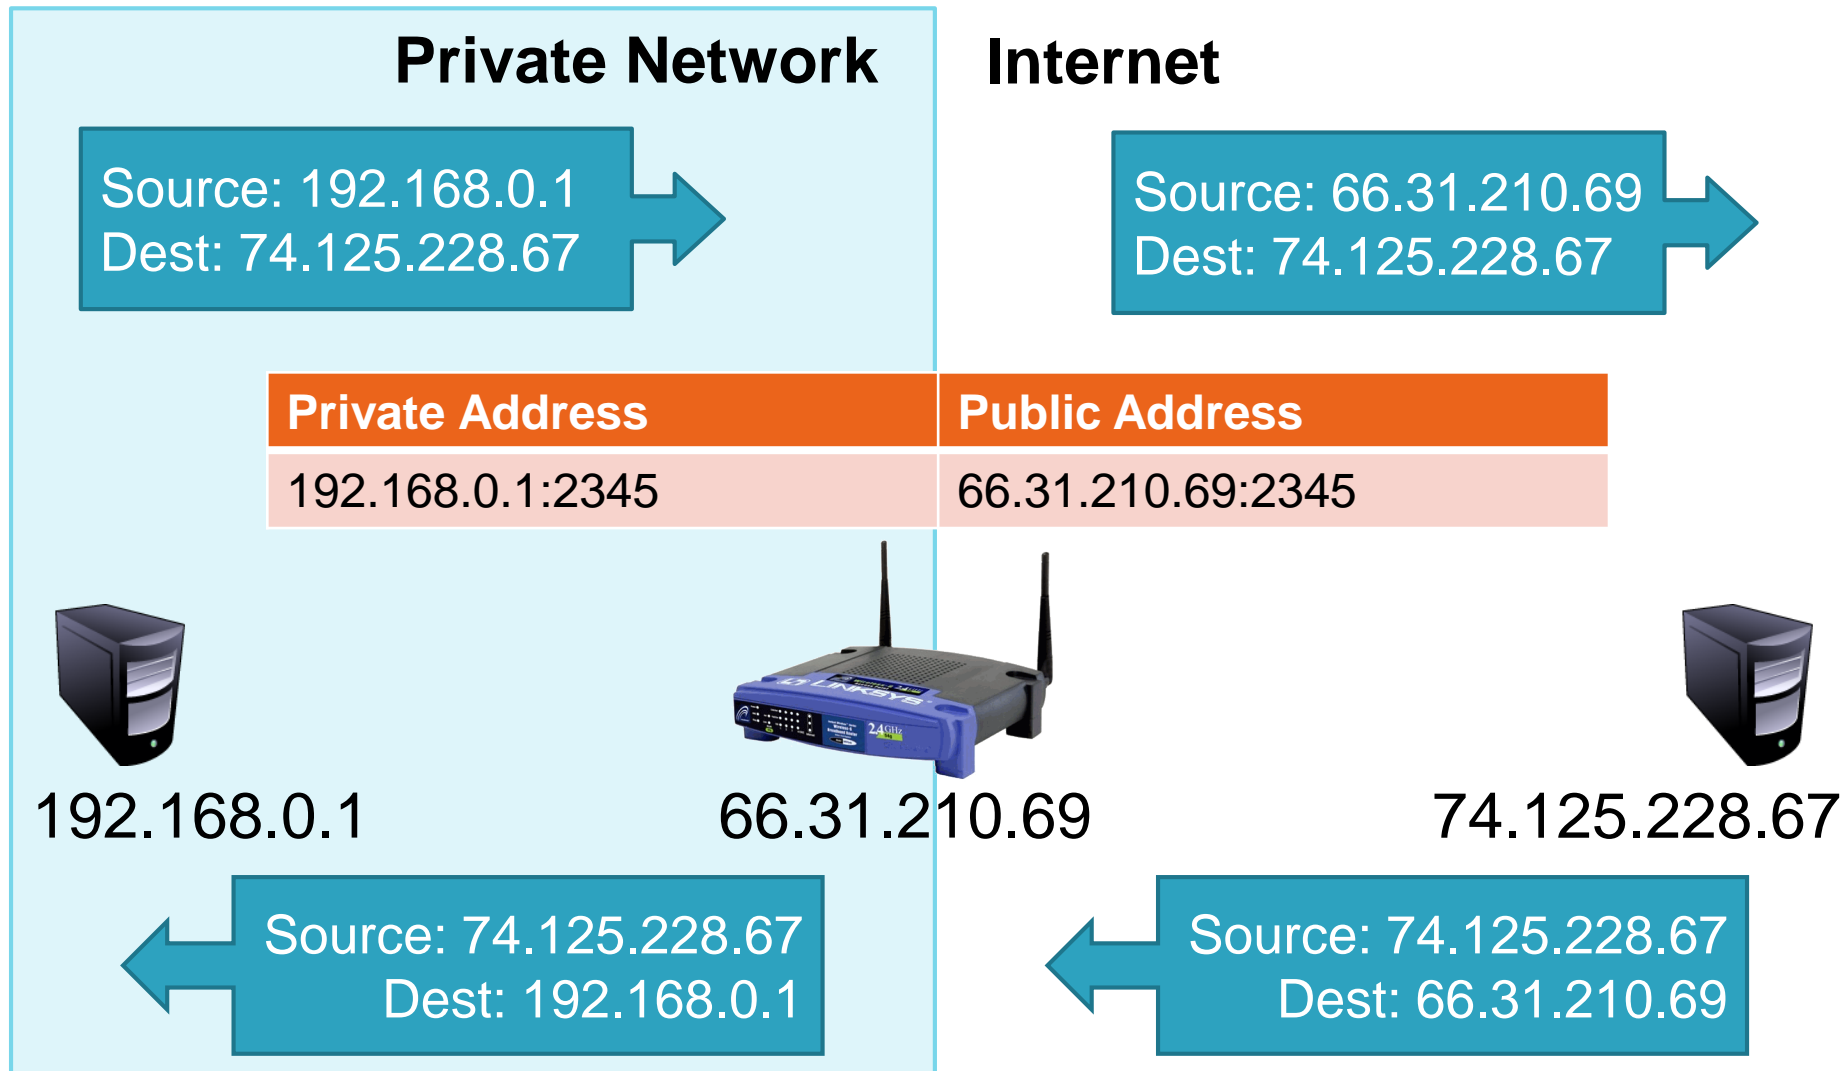 Private Network
Internet
Source: 192.168.0.1
Dest: 74.125.228.67
Source: 66.31.210.69
Dest: 74.125.228.67
Private Address
Public Address
192.168.0.1:2345
66.31.210.69:2345
LINKSYS
2.4GHz
192.168.0.1
66.31.210.69
74.125.228.67
Source: 74.125.228.67
Dest: 192.168.0.1
Source: 74.125.228.67
Dest: 66.31.210.69